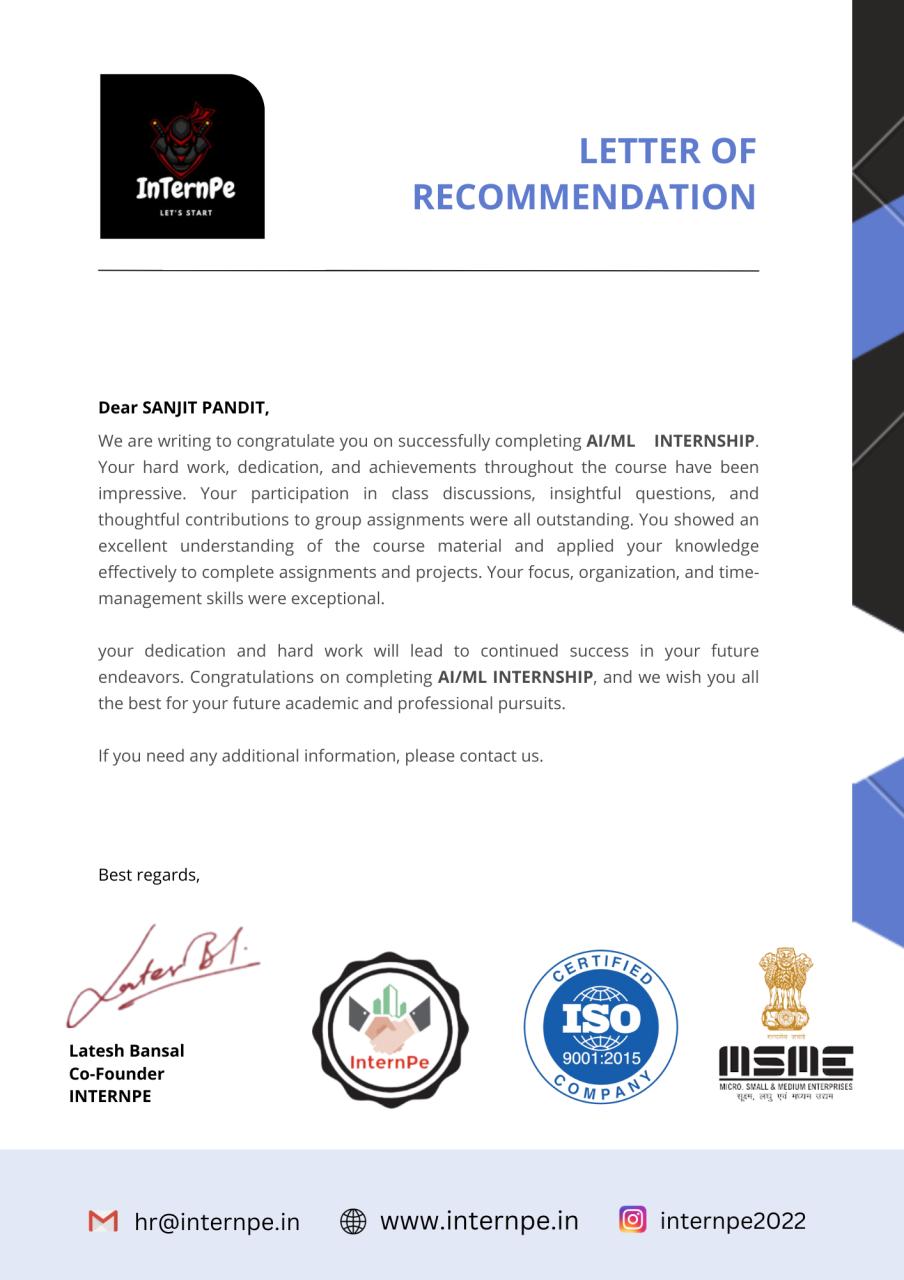 InTernPe
LET'S START
LETTER OF
RECOMMENDATION
Dear SANJIT PANDIT,
We are writing to congratulate you on successfully completing AI/ML INTERNSHIP.
Your hard work, dedication, and achievements throughout the course have been
impressive. Your participation in class discussions, insightful questions, and
thoughtful contributions to group assignments were all outstanding. You showed an
excellent understanding of the course material and applied your knowledge
effectively to complete assignments and projects. Your focus, organization, and time-
management skills were exceptional.
your dedication and hard work will lead to continued success in your future
endeavors. Congratulations on completing AI/ML INTERNSHIP, and we wish you all
the best for your future academic and professional pursuits.
If you need any additional information, please contact us.
Best regards,
Latesh Bansal
Co-Founder
INTERNPE
InternPe
CERTIFIED
ISO
9001:2015
COMPANY
सत्यमेव जयते
MSME
MICRO, SMALL & MEDIUM ENTERPRISES
सूक्ष्म, लघु एवं मध्यम उद्यम
hr@internpe.in
www.internpe.in
internpe2022